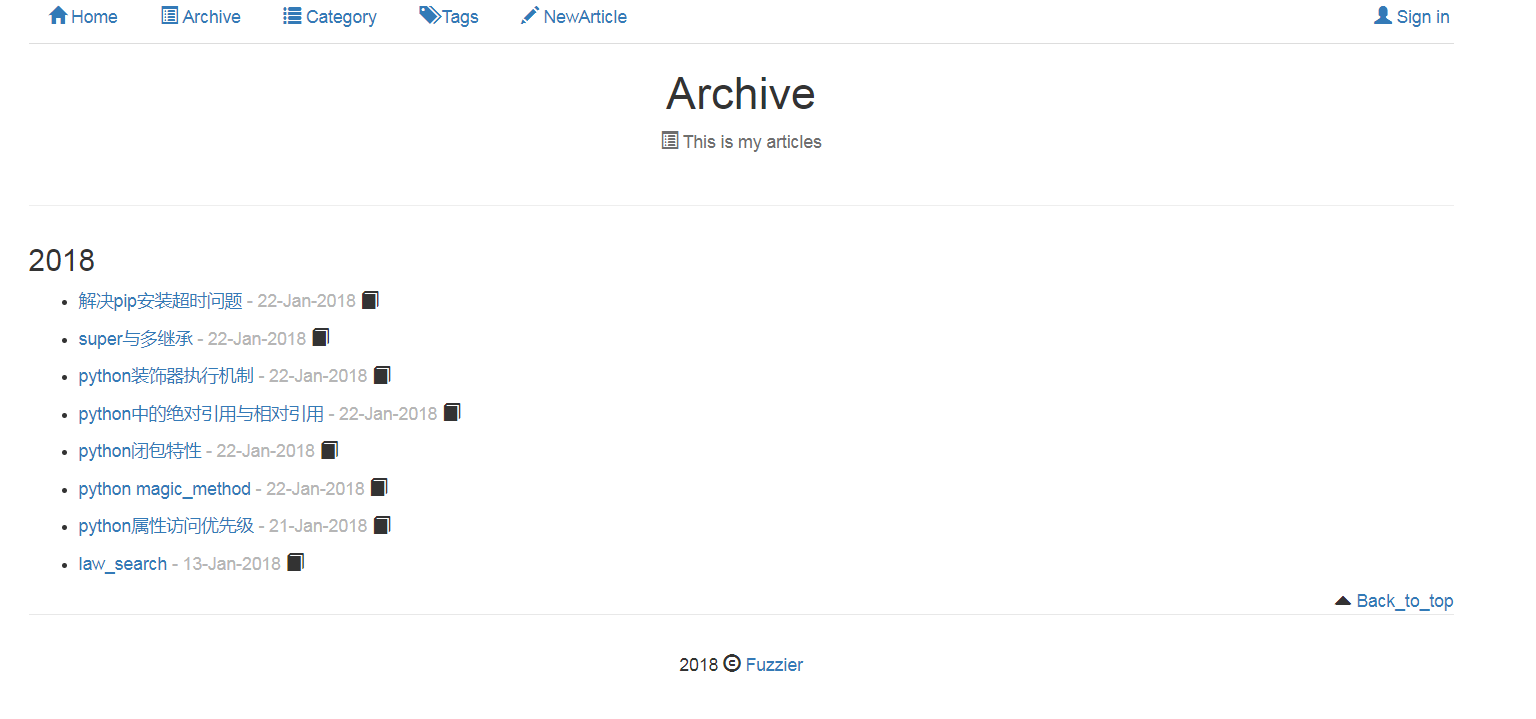 Home Archive Category Tags NewArticle Sign in
Archive
This is my articles
2018
解决pip安装超时问题 - 22-Jan-2018
super与多继承 - 22-Jan-2018
python装饰器执行机制 - 22-Jan-2018
python中的绝对引用与相对引用 - 22-Jan-2018
python闭包特性 - 22-Jan-2018
python magic_method - 22-Jan-2018
python属性访问优先级 - 21-Jan-2018
law_search - 13-Jan-2018
Back_to_top
2018 © Fuzzier